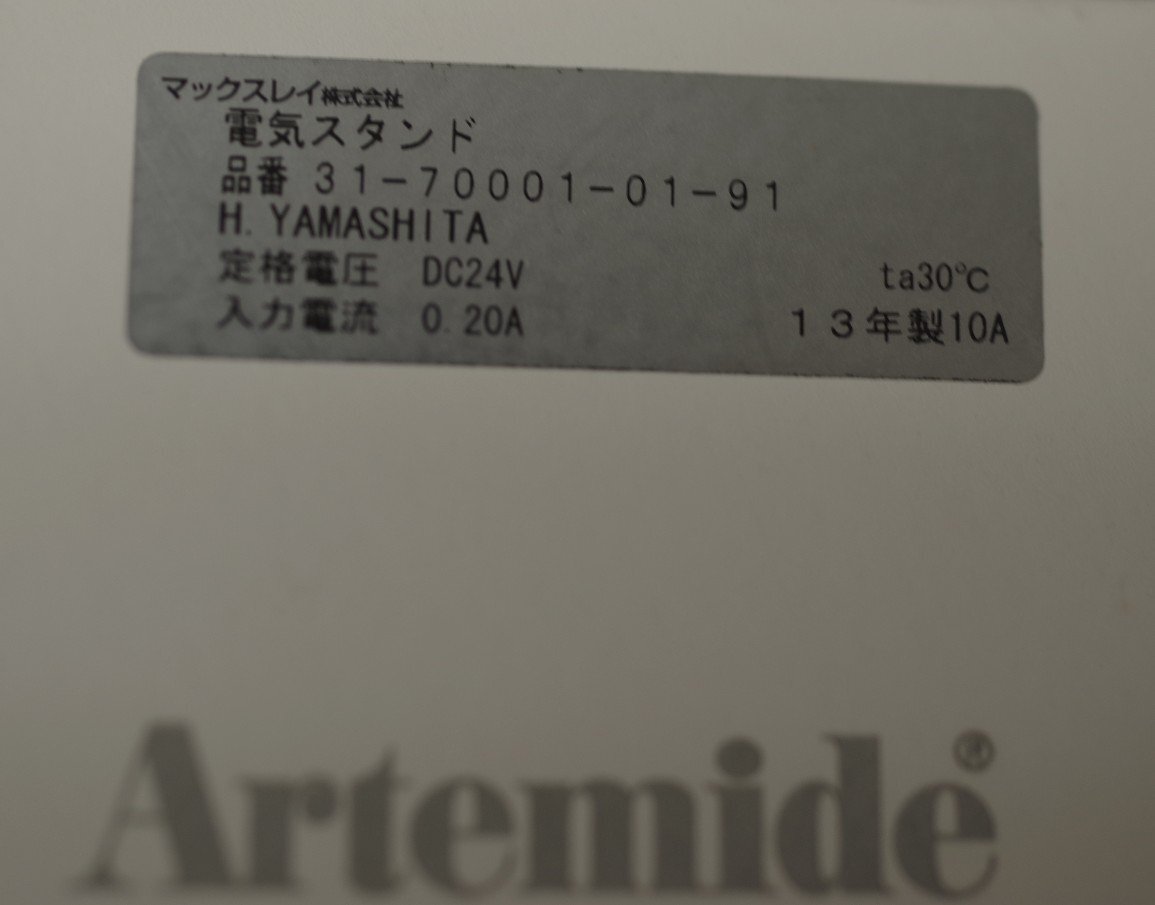 マックスレイ株式会社
電気スタンド
品番 31-70001-01-91
H. YAMASHITA
定格電圧 DC24V ta30℃
入力電流 0.20A 13年製10A
Artemide®